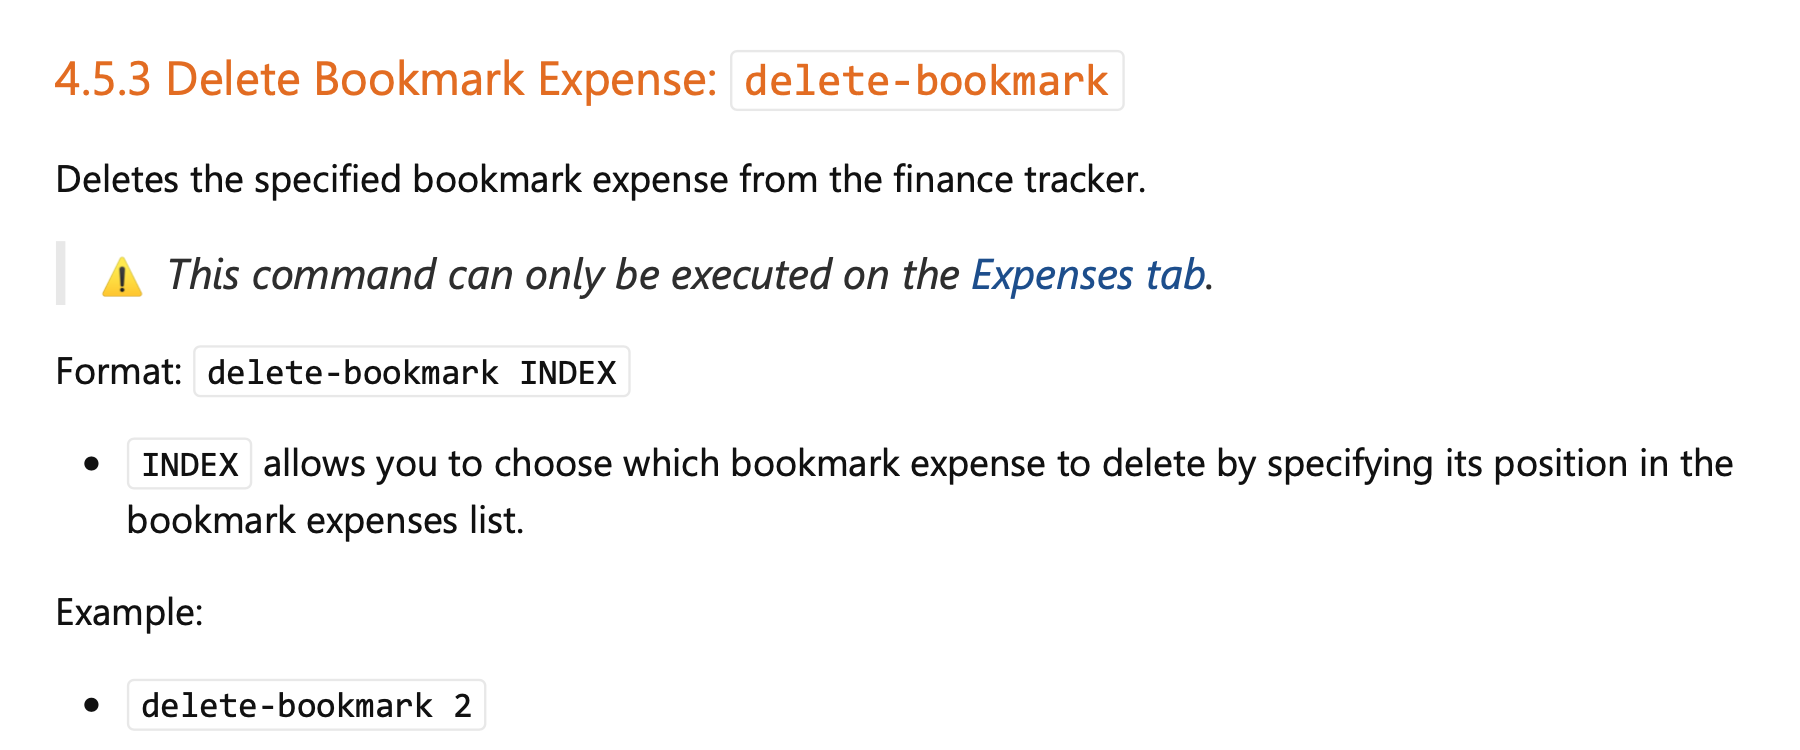 4.5.3 Delete Bookmark Expense: delete-bookmark
Deletes the specified bookmark expense from the finance tracker.
⚠️ This command can only be executed on the Expenses tab.
Format: delete-bookmark INDEX
• INDEX allows you to choose which bookmark expense to delete by specifying its position in the
bookmark expenses list.
Example:
• delete-bookmark 2